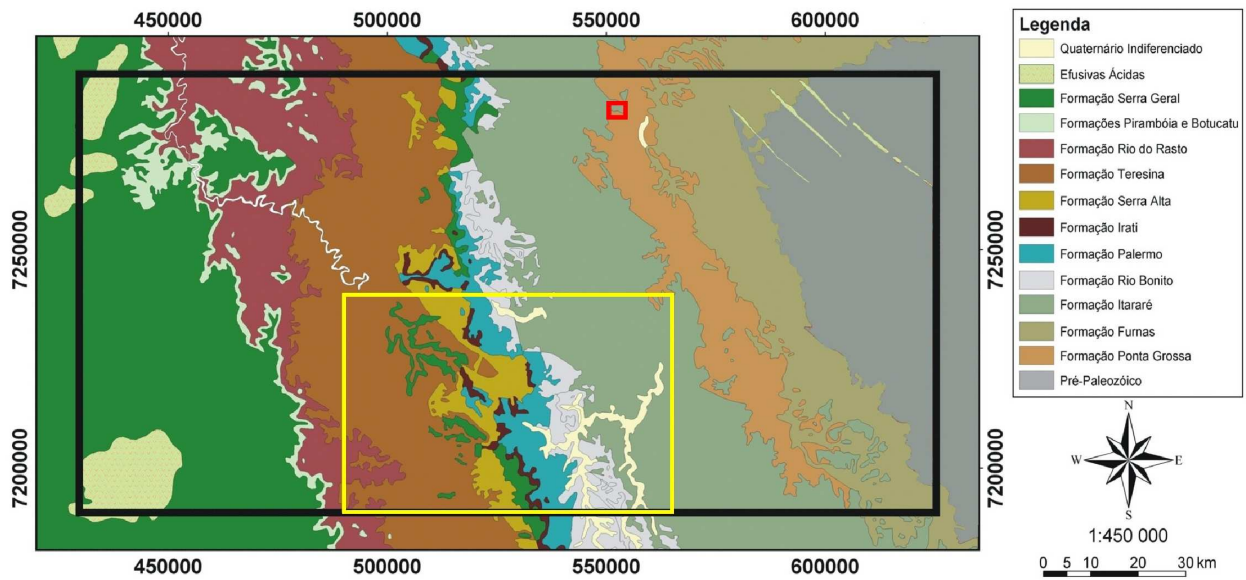 450000 500000 550000 600000
7250000
7200000
7250000
7200000
450000 500000 550000 600000
Legenda
Quaternário Indiferenciado
Efusivas Ácidas
Formação Serra Geral
Formações Pirambóia e Botucatu
Formação Rio do Rasto
Formação Teresina
Formação Serra Alta
Formação Irati
Formação Palermo
Formação Rio Bonito
Formação Itararé
Formação Furnas
Formação Ponta Grossa
Pré-Paleozóico
N
W E
S
1:450 000
0 5 10 20 30 km